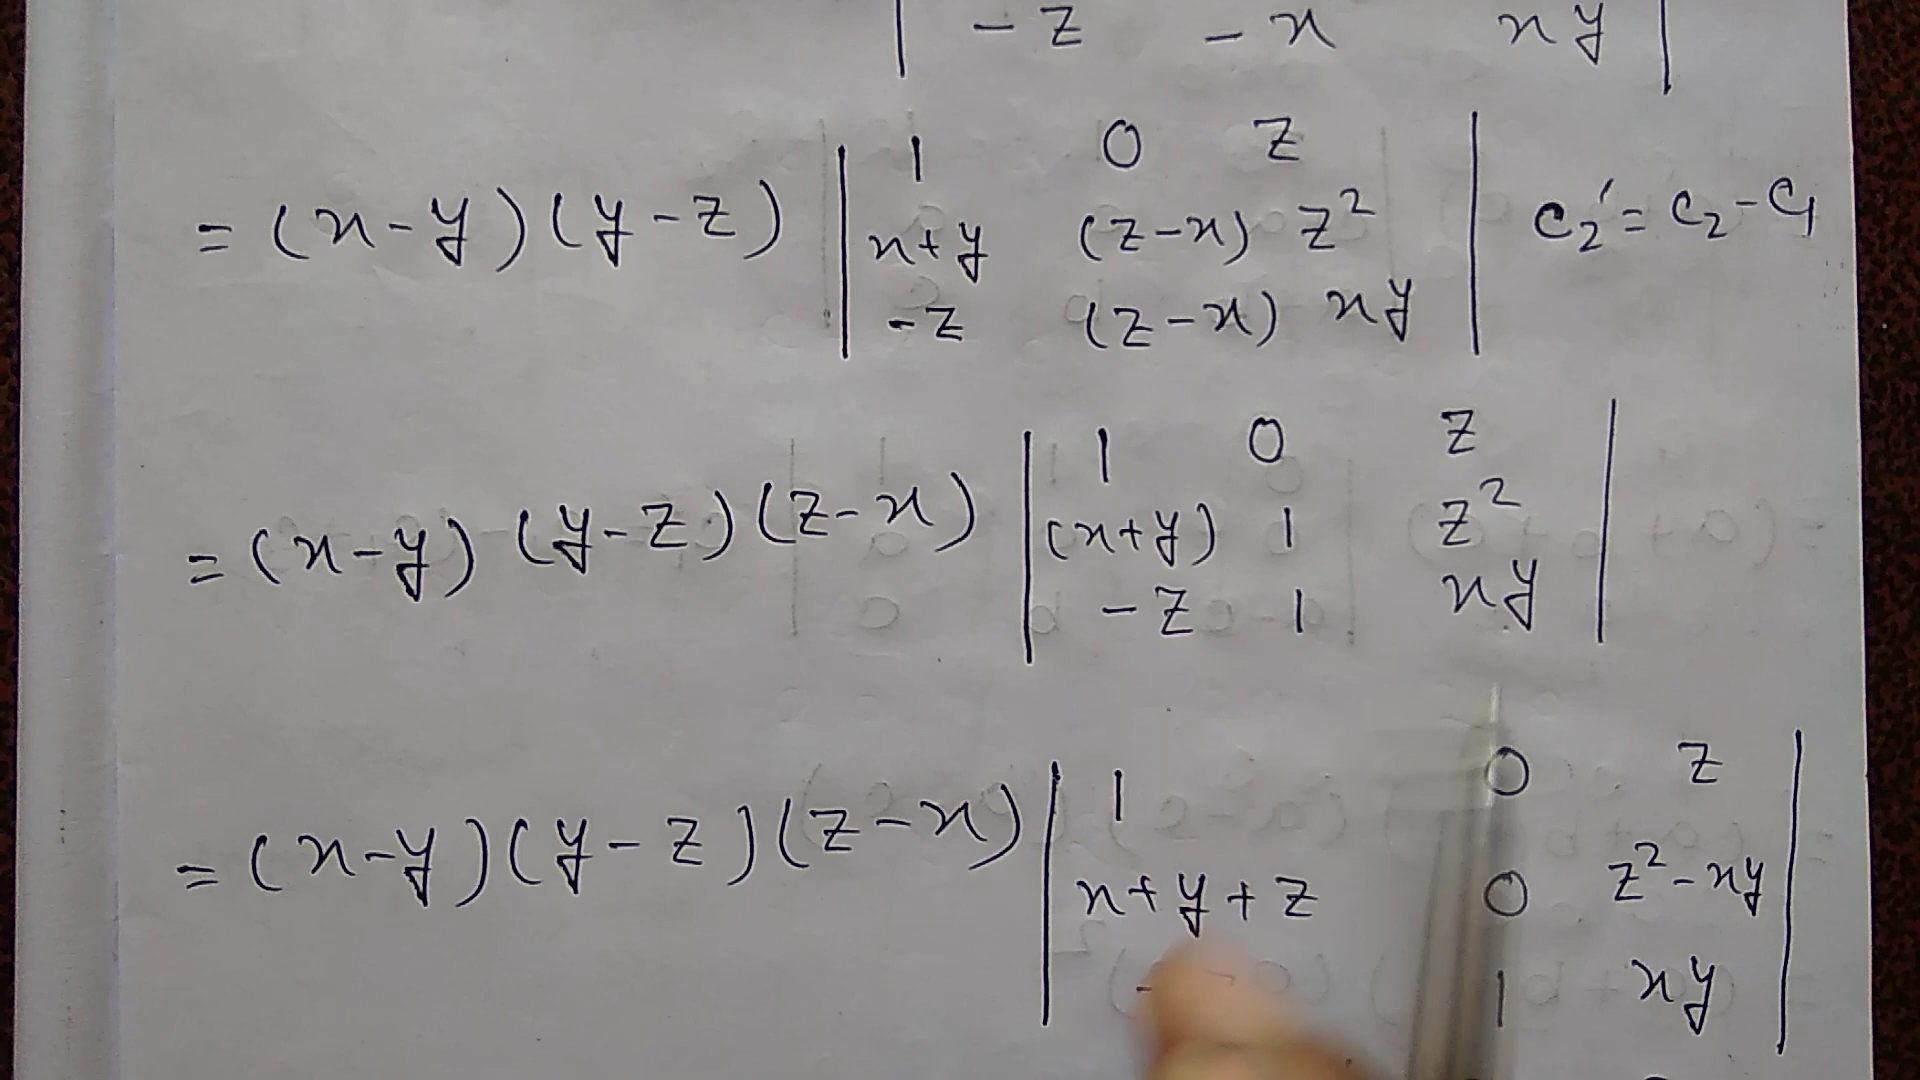 | -z -x xy |
| 1 0 z |
= (x-y)(y-z) | x+y (z-x) z² | C₂' = C₂ - C₁
| -z (z-x) xy |
| 1 0 z |
= (x-y)(y-z)(z-x) | (x+y) 1 z² |
| -z 1 xy |
| 1 0 z |
= (x-y)(y-z)(z-x) | x+y+z 0 z²-xy |
| - 1 xy |